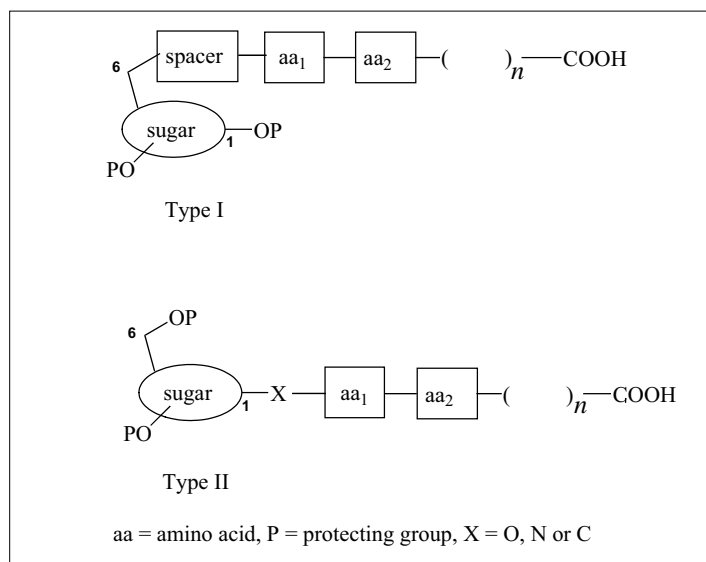 spacer aa₁ aa₂ ( )n COOH
6
sugar 1 OP
PO
Type I
OP
6
sugar 1 X aa₁ aa₂ ( )n COOH
PO
Type II
aa = amino acid, P = protecting group, X = O, N or C